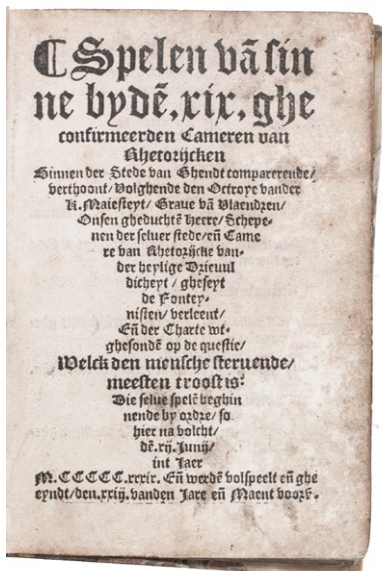 ☾ Spelen vā sin
ne bydē .xix. ghe
confirmeerden Cameren van
Rhetorijcken
Binnen der Stede van Ghendt comparerende/
verthoont/ Volghende den Octroye vander
K. Maiesteyt/ Graue vā Vlaendren/
Onsen gheduchtē Heere/ Schepe-
nen der seluer stede/ eñ Came
re van Rhetorijcke van-
der heylige Drieuul
dicheyt/ gheseyt
de Fonteys-
nisten/ verleent/
Eñ der Charte wt-
ghesondē op de questie/
Welck den mensche steruende/
meesten troost is?
Die selue spelē beghin
nende by ordre/ so
hier na volcht/
dē .xij. Junij/
int Jaer
M.CCCCC.xxxix. Eñ werdē volspeelt eñ ghe
eyndt/ den .xxiij. vanden Jare eñ Maent voorš.